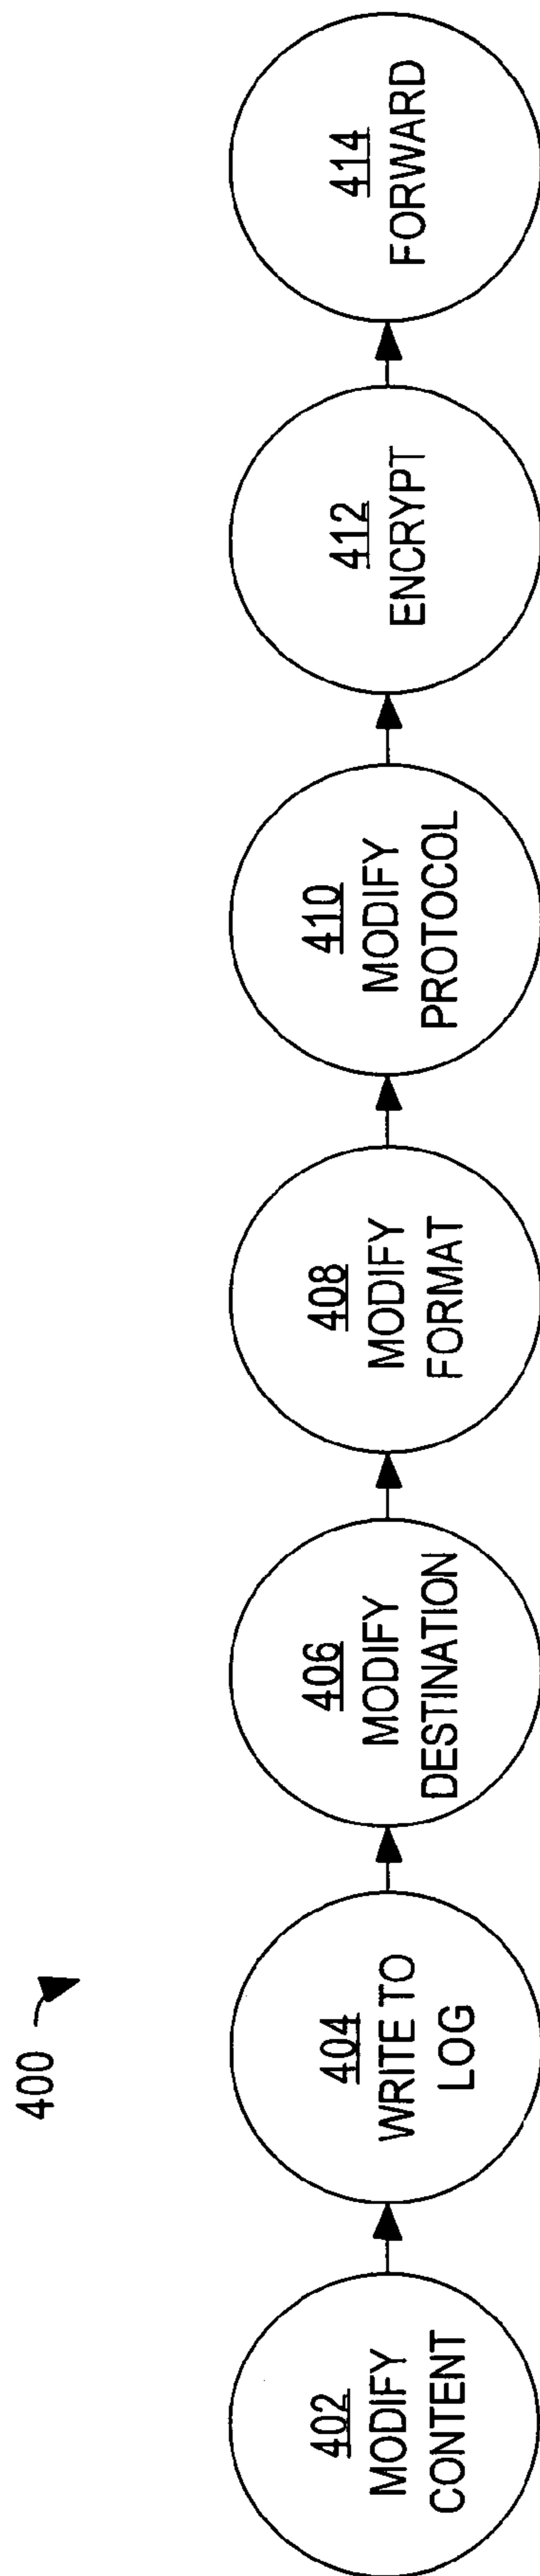 400
402
MODIFY
CONTENT
404
WRITE TO
LOG
406
MODIFY
DESTINATION
408
MODIFY
FORMAT
410
MODIFY
PROTOCOL
412
ENCRYPT
414
FORWARD